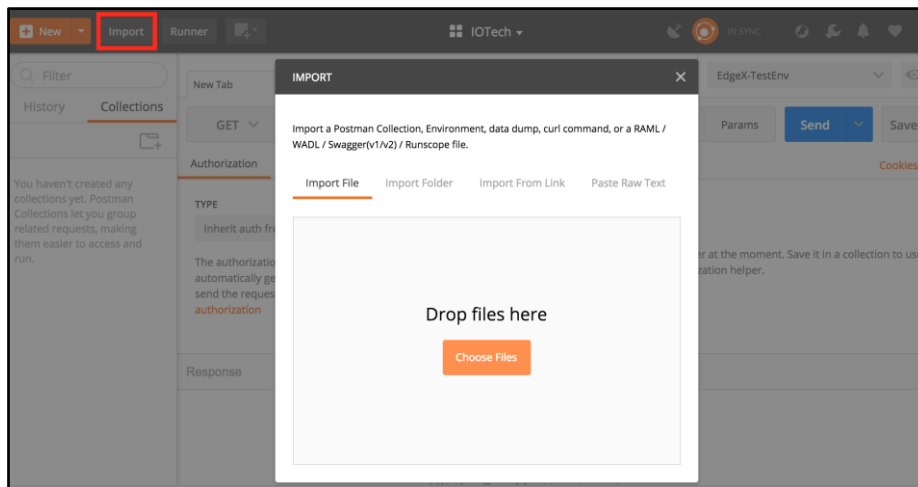 New
Import
Runner
IOTech
IN SYNC
Filter
History
Collections
You haven't created any
collections yet. Postman
Collections let you group
related requests, making
them easier to access and
run.
New Tab
EdgeX-TestEnv
GET
Params
Send
Save
Authorization
Cookies
TYPE
Inherit auth fr
The authorizatio
automatically ge
send the reques
authorization
er at the moment. Save it in a collection to us
zation helper.
Response
IMPORT
Import a Postman Collection, Environment, data dump, curl command, or a RAML /
WADL / Swagger(v1/v2) / Runscope file.
Import File
Import Folder
Import From Link
Paste Raw Text
Drop files here
Choose Files